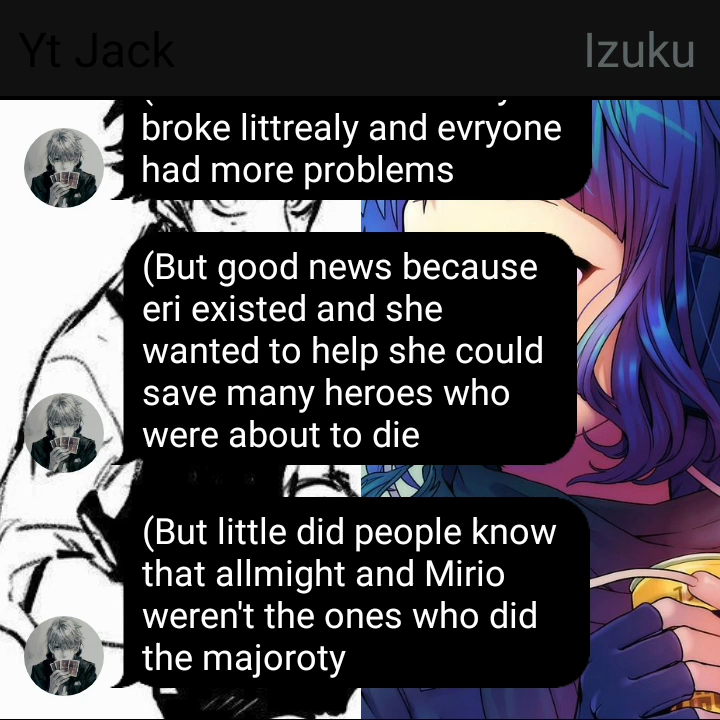 Yt Jack
Izuku
broke littrealy and evryone
had more problems
(But good news because
eri existed and she
wanted to help she could
save many heroes who
were about to die
(But little did people know
that allmight and Mirio
weren't the ones who did
the majoroty